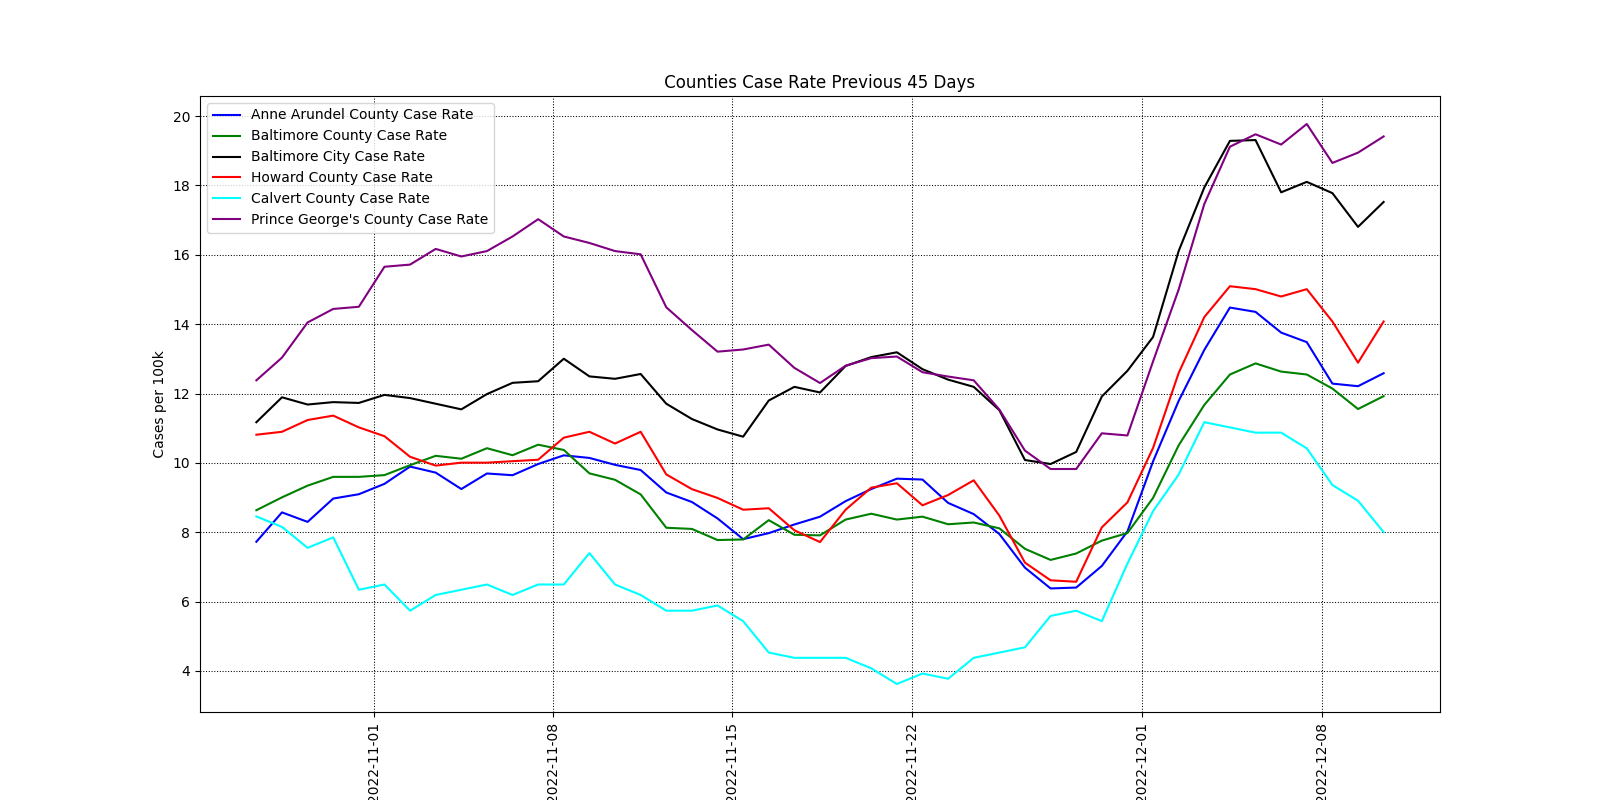 Counties Case Rate Previous 45 Days
Anne Arundel County Case Rate
Baltimore County Case Rate
Baltimore City Case Rate
Howard County Case Rate
Calvert County Case Rate
Prince George's County Case Rate
Cases per 100k
20
18
16
14
12
10
8
6
4
2022-11-01
2022-11-08
2022-11-15
2022-11-22
2022-12-01
2022-12-08